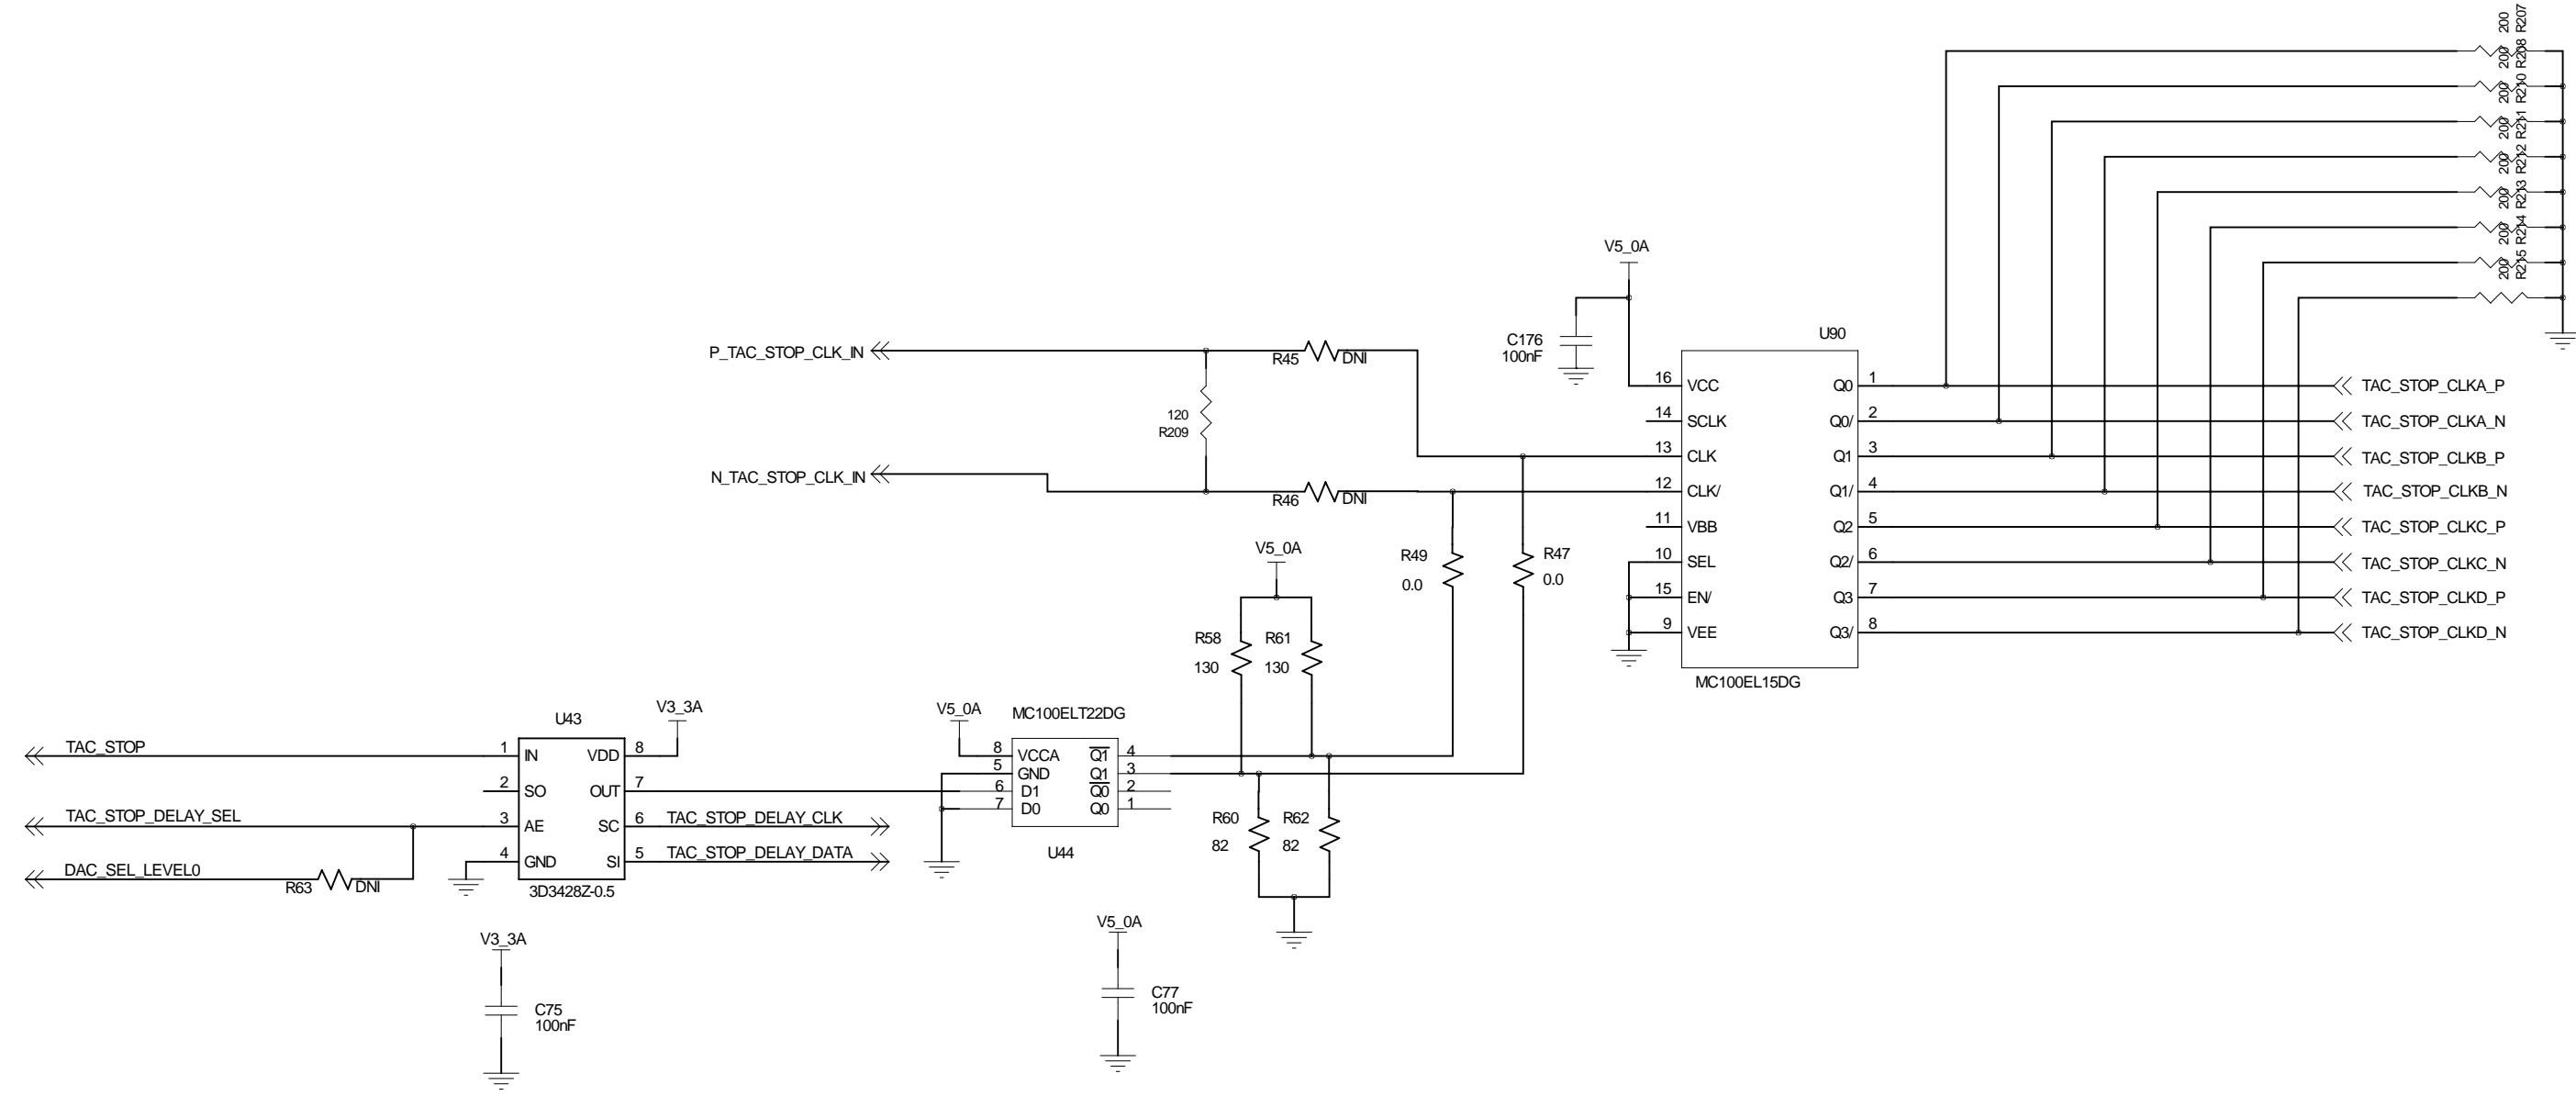 200 R207
200 R208
200 R210
200 R211
200 R212
200 R213
200 R214
200 R215
V5_0A
C176
100nF
U90
16 VCC Q0 1 TAC_STOP_CLKA_P
14 SCLK Q0/ 2 TAC_STOP_CLKA_N
13 CLK Q1 3 TAC_STOP_CLKB_P
12 CLK/ Q1/ 4 TAC_STOP_CLKB_N
11 VBB Q2 5 TAC_STOP_CLKC_P
10 SEL Q2/ 6 TAC_STOP_CLKC_N
15 EN/ Q3 7 TAC_STOP_CLKD_P
9 VEE Q3/ 8 TAC_STOP_CLKD_N
MC100EL15DG
P_TAC_STOP_CLK_IN
R45 DNI
120
R209
N_TAC_STOP_CLK_IN
R46 DNI
V5_0A
R49
0.0
R47
0.0
R58
130
R61
130
TAC_STOP
TAC_STOP_DELAY_SEL
DAC_SEL_LEVEL0
R63 DNI
U43
V3_3A
1 IN VDD 8
2 SO OUT 7
3 AE SC 6 TAC_STOP_DELAY_CLK
4 GND SI 5 TAC_STOP_DELAY_DATA
3D3428Z-0.5
V5_0A
MC100ELT22DG
8 VCCA Q1 4
5 GND Q1 3
6 D1 Q0 2
7 D0 Q0 1
U44
R60
82
R62
82
V3_3A
C75
100nF
V5_0A
C77
100nF